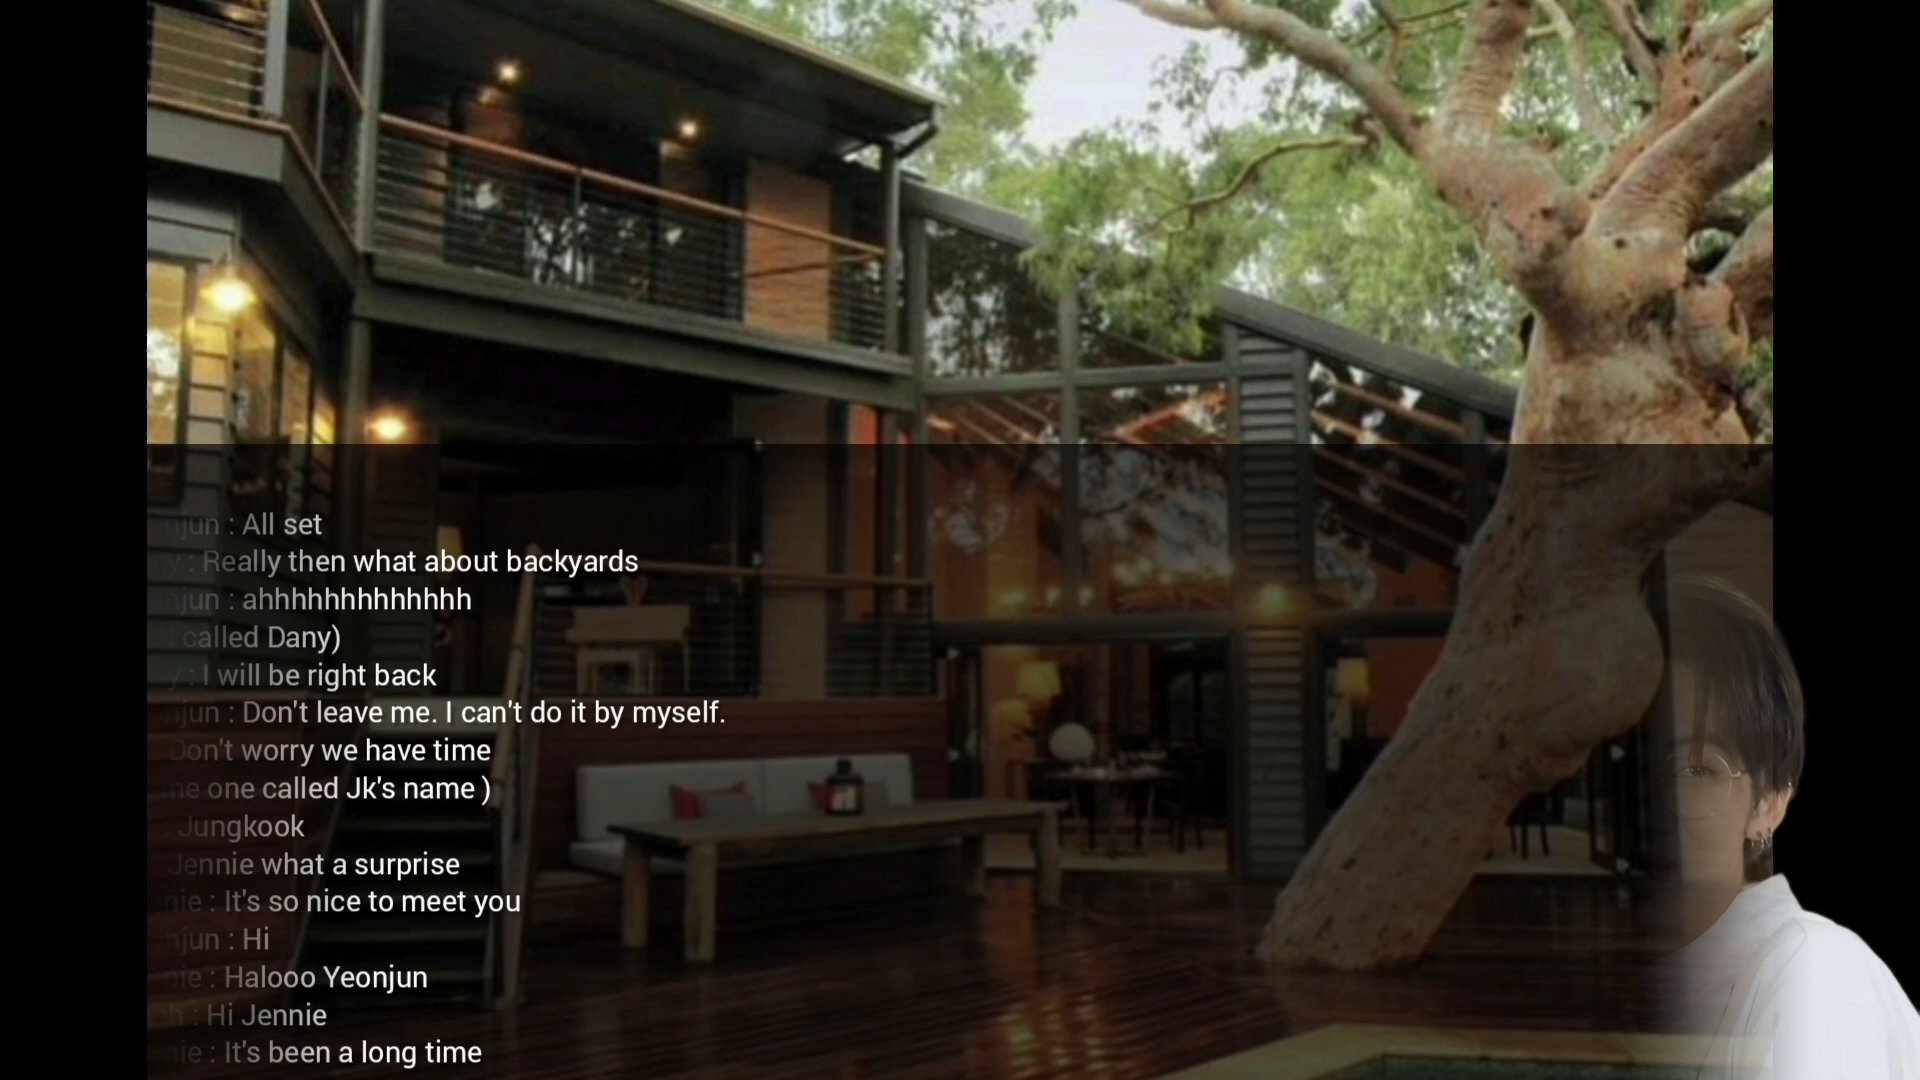 njun : All set
y : Really then what about backyards
njun : ahhhhhhhhhhhhh
called Dany)
y : I will be right back
njun : Don't leave me. I can't do it by myself.
Don't worry we have time
me one called Jk's name )
: Jungkook
Jennie what a surprise
nie : It's so nice to meet you
njun : Hi
nie : Halooo Yeonjun
h : Hi Jennie
nie : It's been a long time